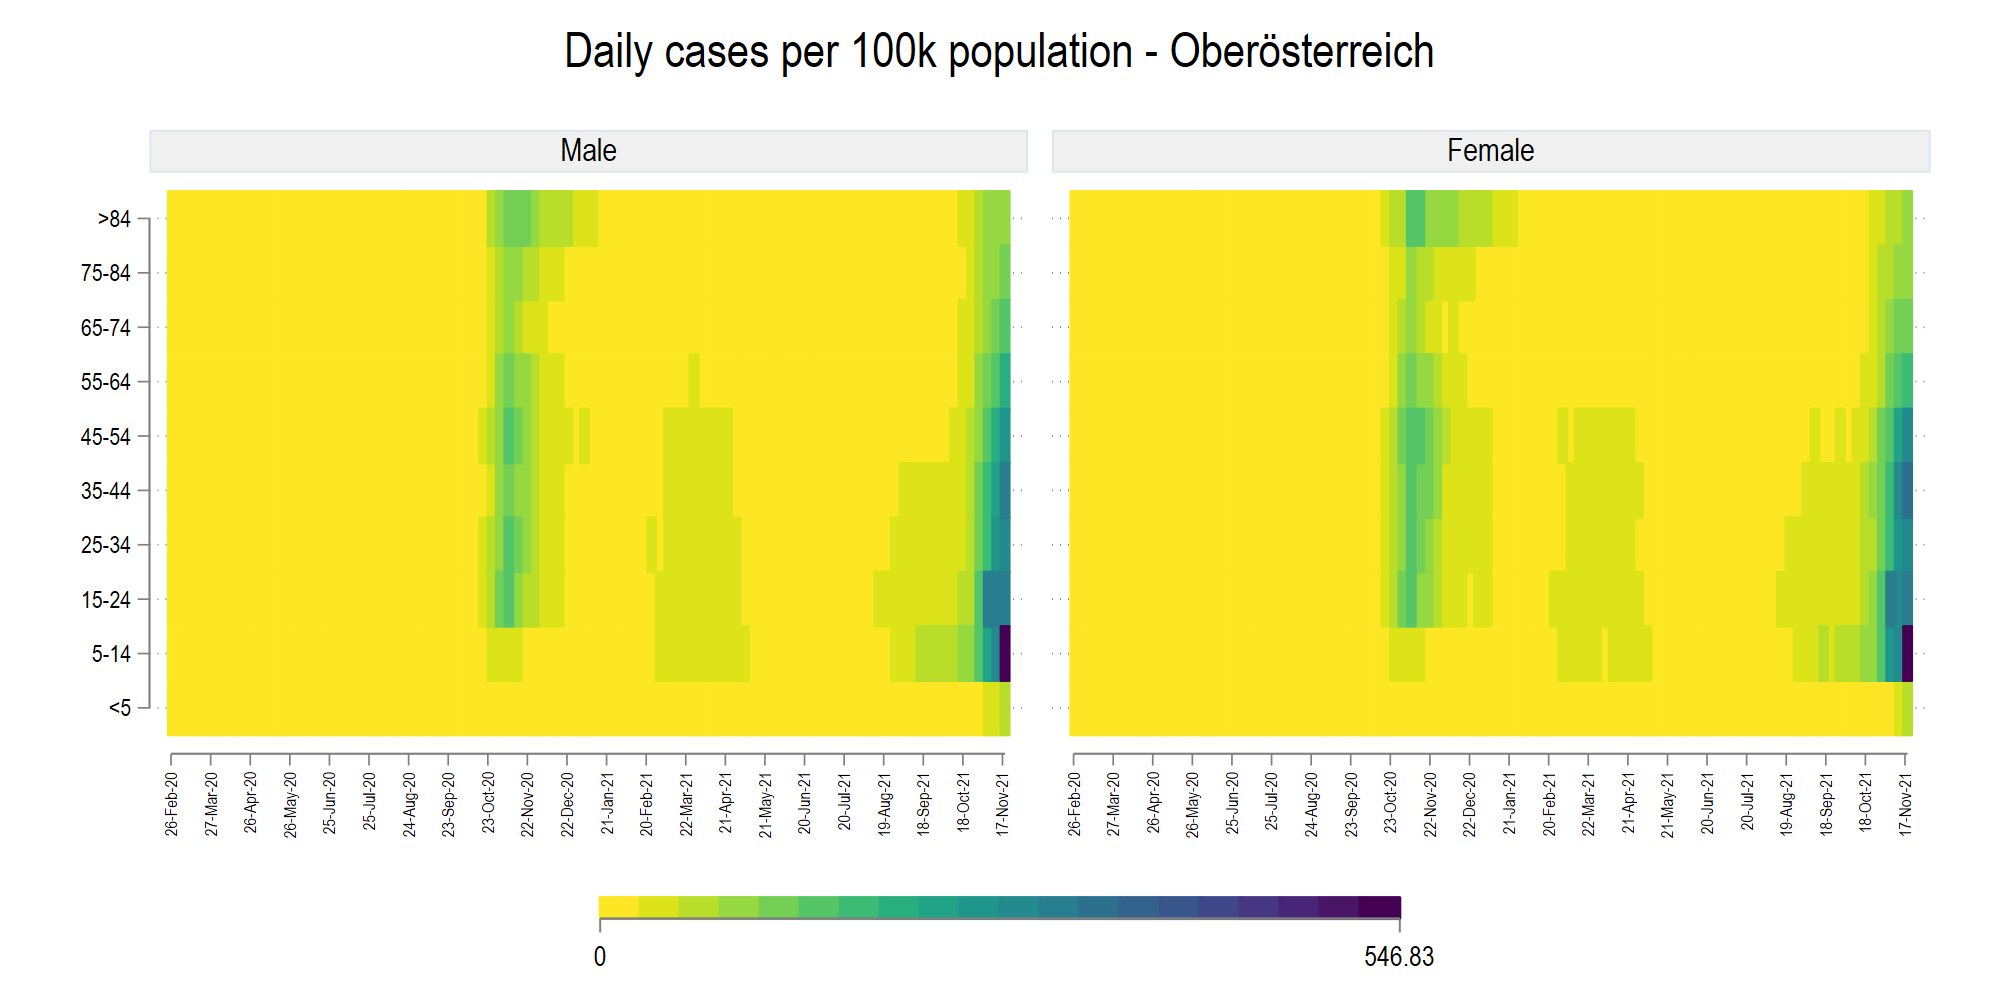 Daily cases per 100k population - Oberösterreich
Male
Female
>84
75-84
65-74
55-64
45-54
35-44
25-34
15-24
5-14
<5
26-Feb-20
27-Mar-20
26-Apr-20
26-May-20
25-Jun-20
25-Jul-20
24-Aug-20
23-Sep-20
23-Oct-20
22-Nov-20
22-Dec-20
21-Jan-21
20-Feb-21
22-Mar-21
21-Apr-21
21-May-21
20-Jun-21
20-Jul-21
19-Aug-21
18-Sep-21
18-Oct-21
17-Nov-21
26-Feb-20
27-Mar-20
26-Apr-20
26-May-20
25-Jun-20
25-Jul-20
24-Aug-20
23-Sep-20
23-Oct-20
22-Nov-20
22-Dec-20
21-Jan-21
20-Feb-21
22-Mar-21
21-Apr-21
21-May-21
20-Jun-21
20-Jul-21
19-Aug-21
18-Sep-21
18-Oct-21
17-Nov-21
0
546.83